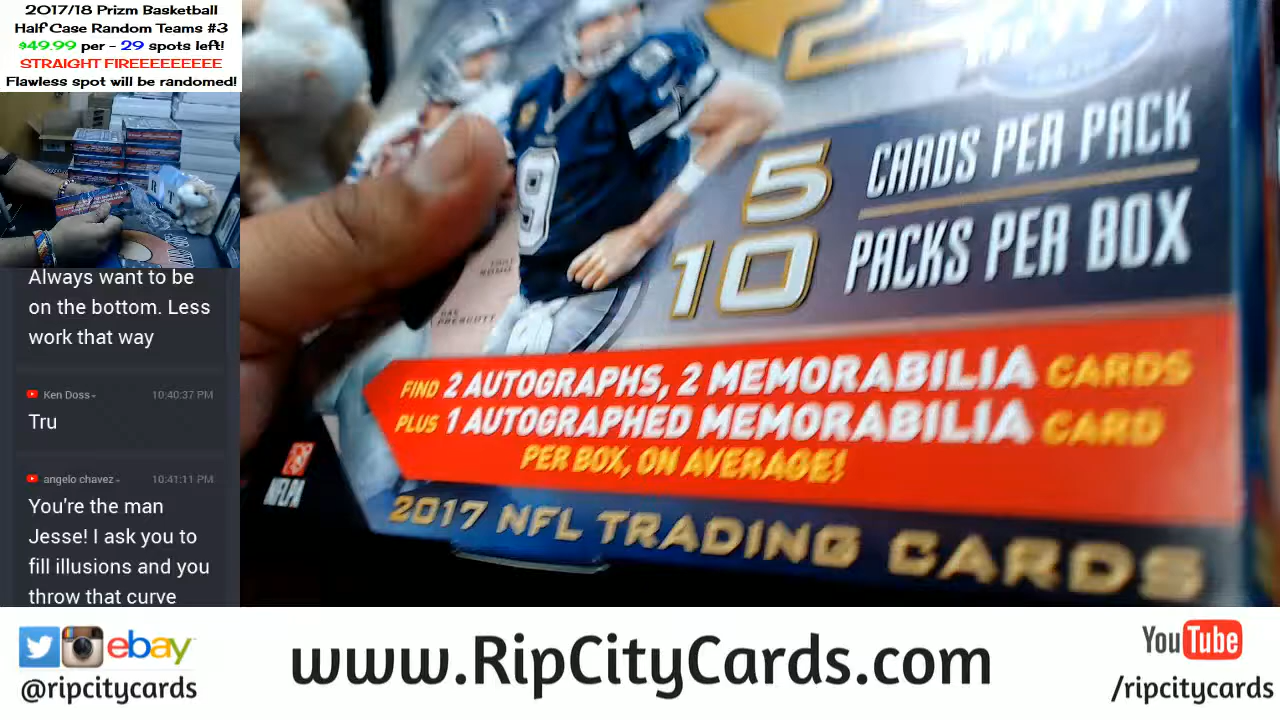 2017/18 Prizm Basketball
Half Case Random Teams #3
$49.99 per - 29 spots left!
STRAIGHT FIREEEEEEEEE
Flawless spot will be randomed!
Always want to be
on the bottom. Less
work that way
Ken Doss
10:40:37 PM
Tru
angelo chavez
10:41:11 PM
You're the man
Jesse! I ask you to
fill illusions and you
throw that curve
9
DAK PRESCOTT
5 CARDS PER PACK
10 PACKS PER BOX
FIND 2 AUTOGRAPHS, 2 MEMORABILIA CARDS
PLUS 1 AUTOGRAPHED MEMORABILIA CARD
PER BOX, ON AVERAGE!
NFLPA
2017 NFL TRADING CARDS
ebay
@ripcitycards
www.RipCityCards.com
YouTube
/ripcitycards